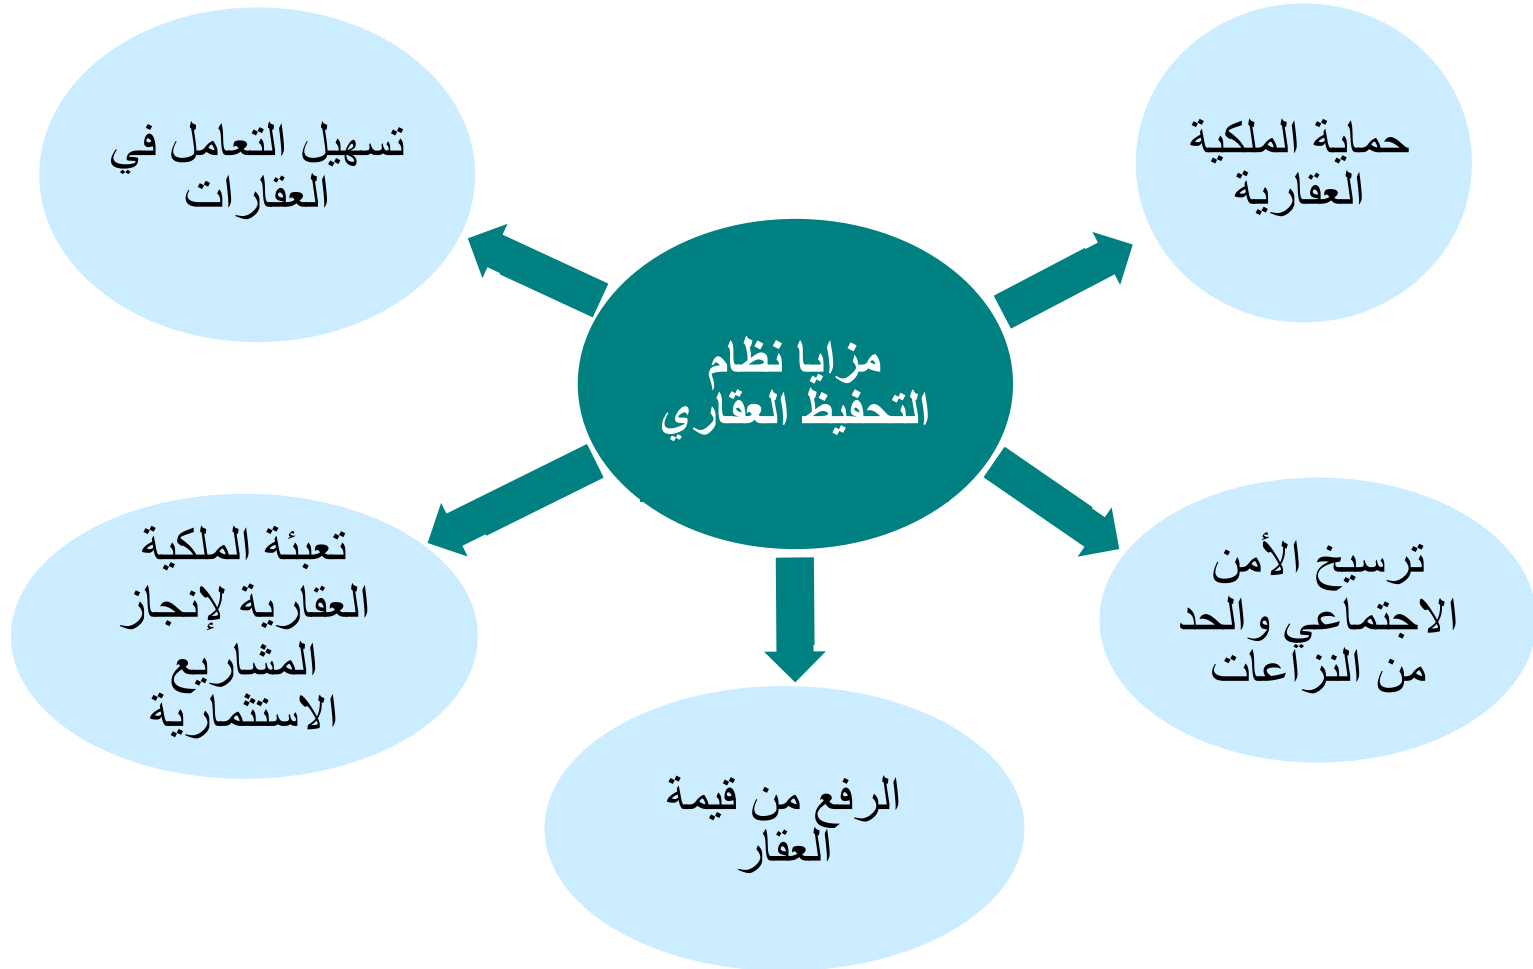 مزايا نظام
التحفيظ العقاري
حماية الملكية
العقارية
ترسيخ الأمن
الاجتماعي والحد
من النزاعات
الرفع من قيمة
العقار
تعبئة الملكية
العقارية لإنجاز
المشاريع
الاستثمارية
تسهيل التعامل في
العقارات